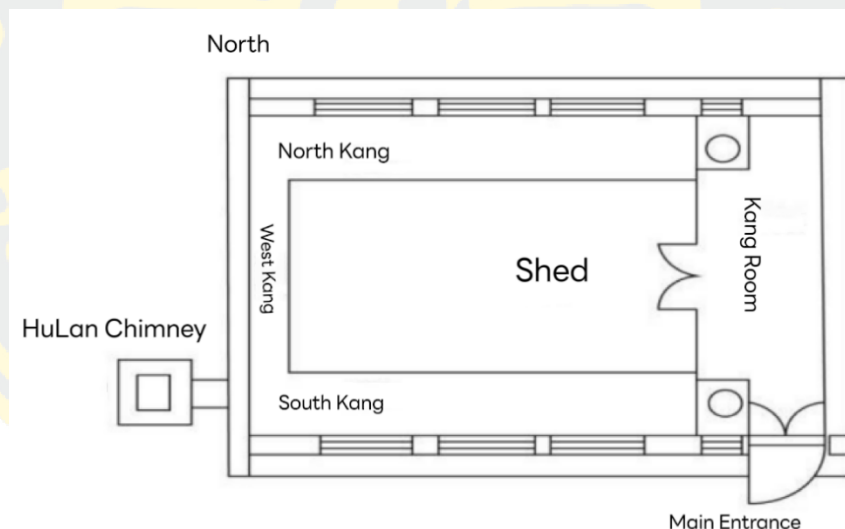 North
North Kang
West Kang
Shed
Kang Room
HuLan Chimney
South Kang
Main Entrance